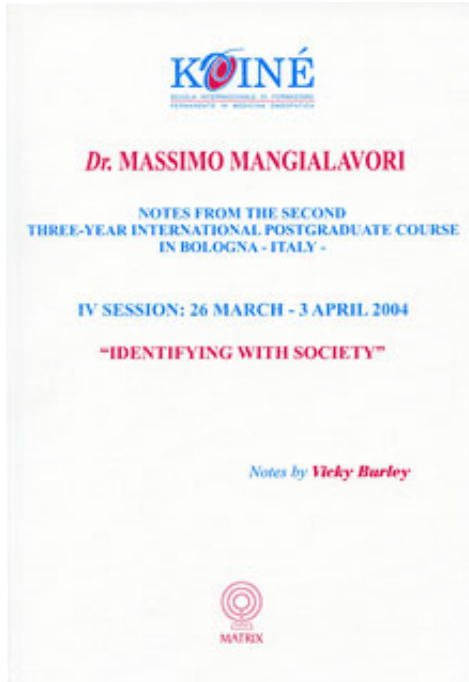 KOINÉ
SCUOLA INTERNAZIONALE DI FORMAZIONE
PERMANENTE IN MEDICINA OMEOPATICA
Dr. MASSIMO MANGIALAVORI
NOTES FROM THE SECOND
THREE-YEAR INTERNATIONAL POSTGRADUATE COURSE
IN BOLOGNA - ITALY -
IV SESSION: 26 MARCH - 3 APRIL 2004
“IDENTIFYING WITH SOCIETY”
Notes by Vicky Burley
MATRIX